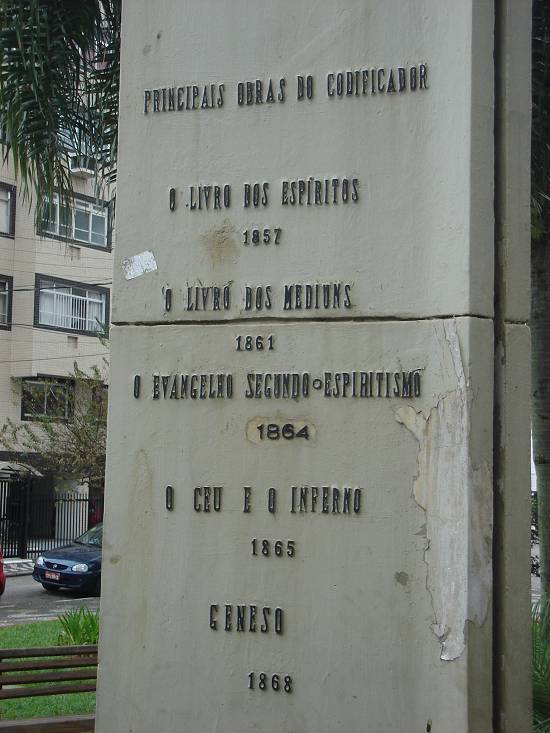 PRINCIPAIS OBRAS DO CODIFICADOR
O LIVRO DOS ESPÍRITOS
1857
O LIVRO DOS MEDIUNS
1861
O EVANGELHO SEGUNDO O ESPIRITISMO
1864
O CEU E O INFERNO
1865
GENESO
1868